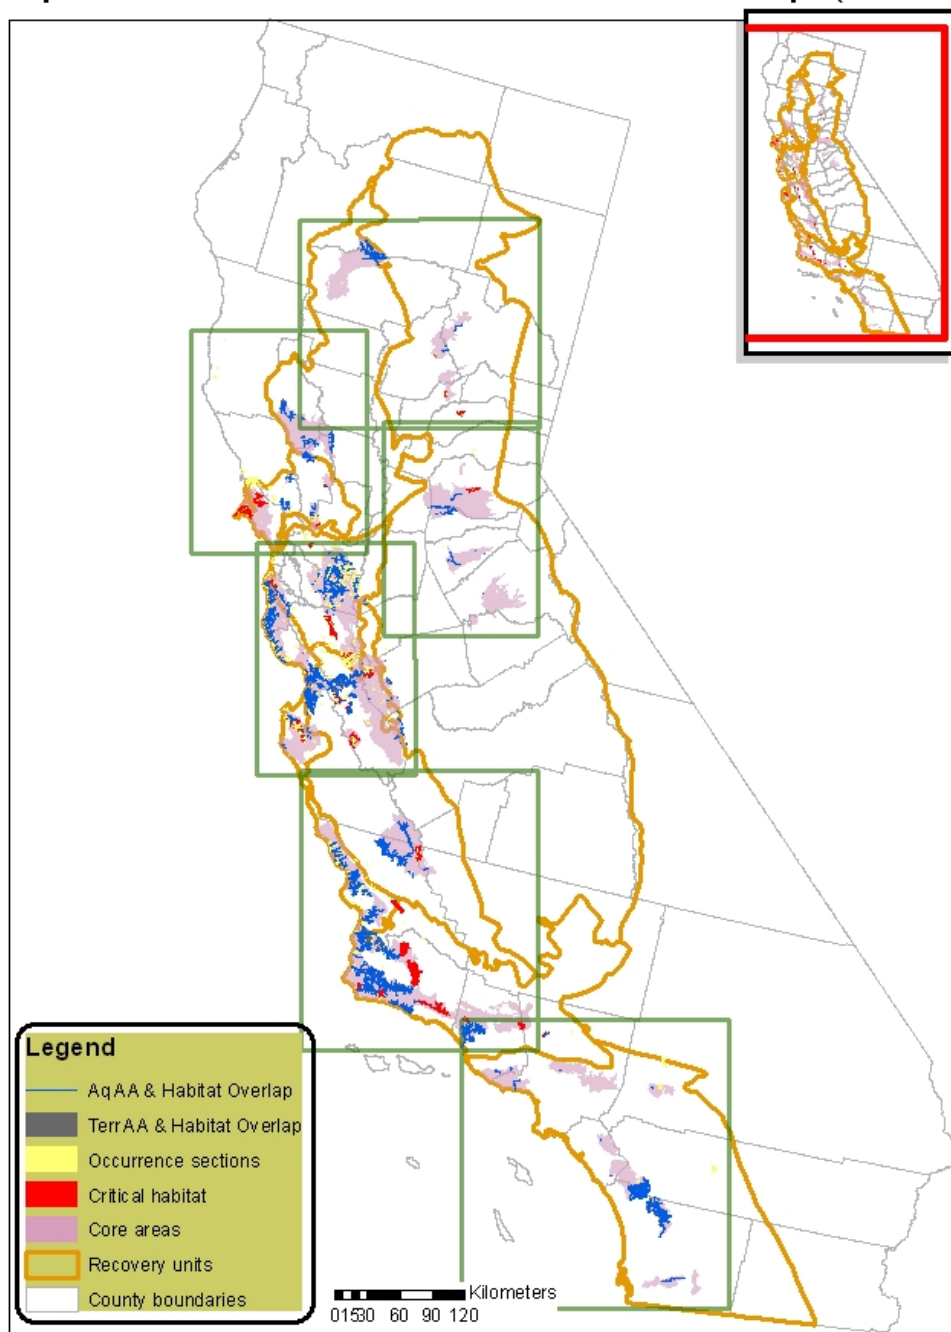 Legend
AqAA & Habitat Overlap
TerrAA & Habitat Overlap
Occurrence sections
Critical habitat
Core areas
Recovery units
County boundaries
Kilometers
01530 60 90 120